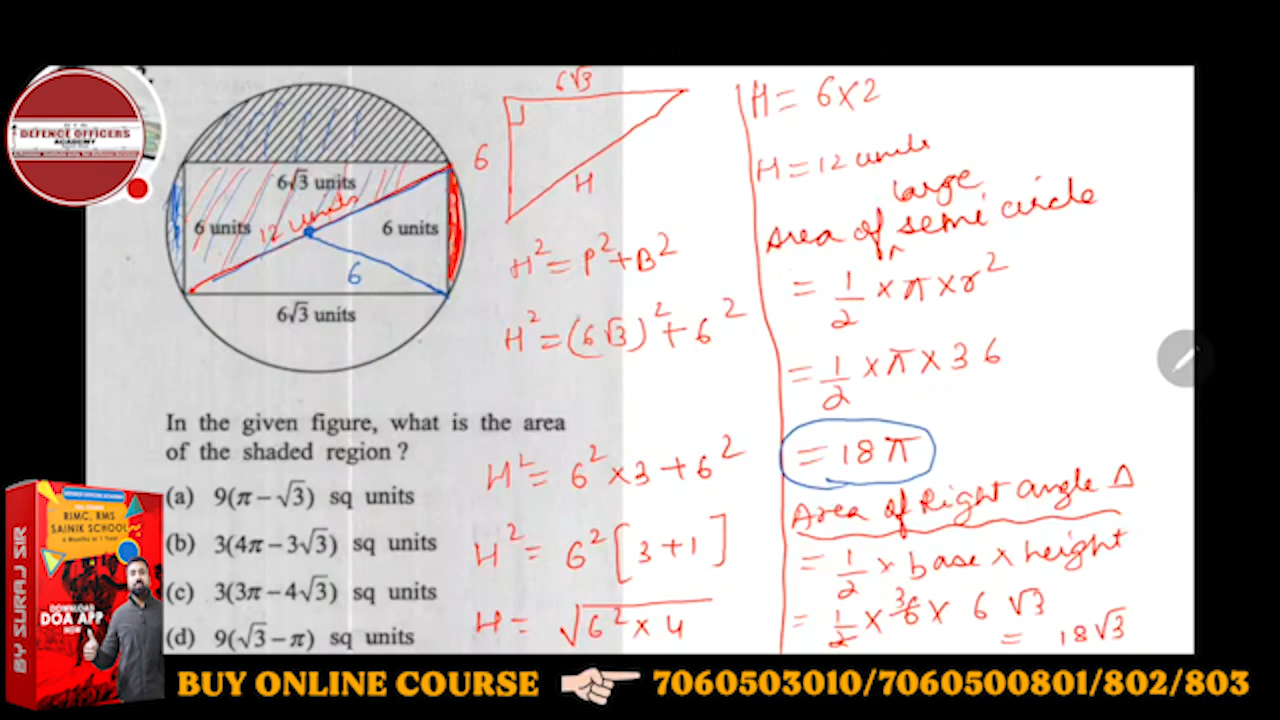 DEFENCE OFFICERS
ACADEMY
6√3 units
6 units
12 units
6 units
6
6√3 units
6√3
6
H
H² = P² + B²
H² = (6√3)² + 6²
H² = 6² × 3 + 6²
H² = 6² [3 + 1]
H = √6² × 4
In the given figure, what is the area
of the shaded region ?
(a) 9(π − √3) sq units
(b) 3(4π − 3√3) sq units
(c) 3(3π − 4√3) sq units
(d) 9(√3 − π) sq units
H = 6 × 2
H = 12 units
large
Area of semi circle
= 1/2 × π × r²
= 1/2 × π × 36
= 18π
Area of Right angle Δ
= 1/2 × base × height
= 1/2 × 6 3 × 6√3
= 18√3
BY SURAJ SIR
RIMC, RMS
SAINIK SCHOOL
DOWNLOAD
DOA APP
NOW
BUY ONLINE COURSE 7060503010/7060500801/802/803